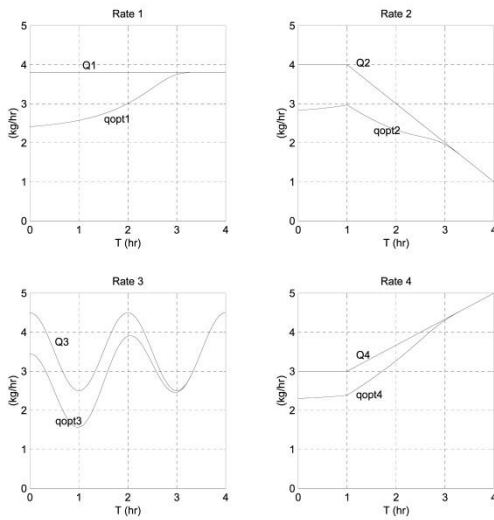 Rate 1
5
4
3
2
1
0
0 1 2 3 4
(kg/hr)
T (hr)
Q1
qopt1
Rate 2
5
4
3
2
1
0
0 1 2 3 4
(kg/hr)
T (hr)
Q2
qopt2
Rate 3
5
4
3
2
1
0
0 1 2 3 4
(kg/hr)
T (hr)
Q3
qopt3
Rate 4
5
4
3
2
1
0
0 1 2 3 4
(kg/hr)
T (hr)
Q4
qopt4